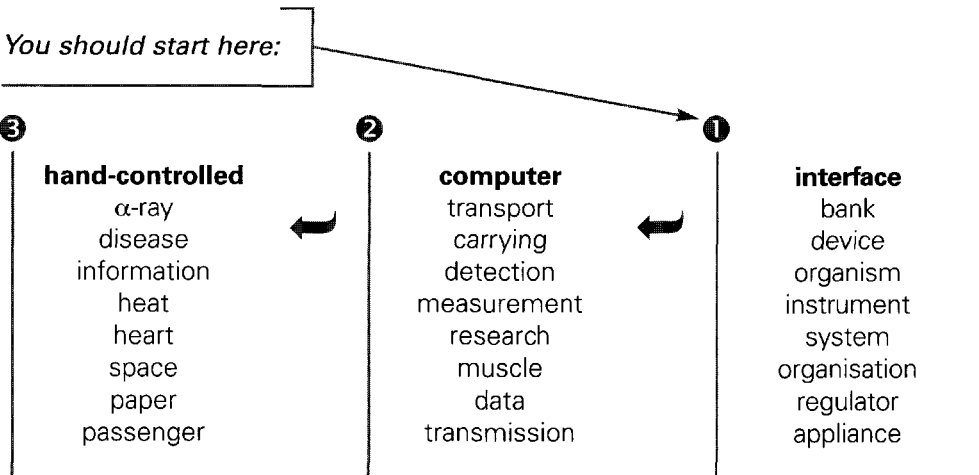 You should start here:
❸
hand-controlled
α-ray
disease
information
heat
heart
space
paper
passenger
❷
computer
transport
carrying
detection
measurement
research
muscle
data
transmission
❶
interface
bank
device
organism
instrument
system
organisation
regulator
appliance